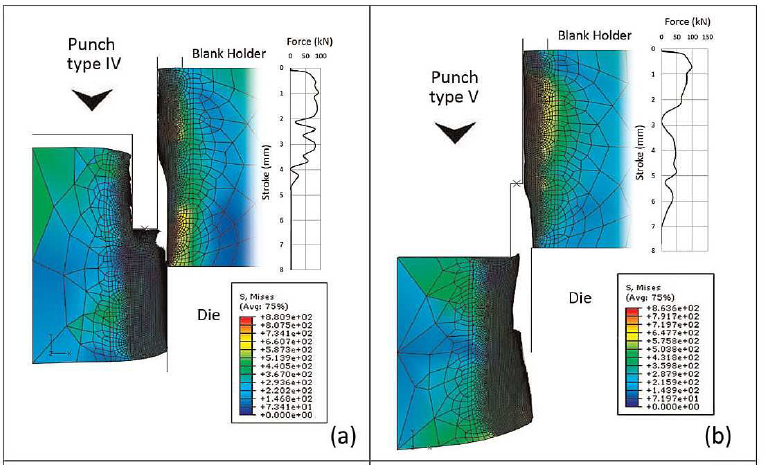 Punch
type IV
Blank Holder
Force (kN)
0 50 100
Stroke (mm)
0
1
2
3
4
5
6
7
8
Die
S, Mises
(Avg: 75%)
+8.809e+02
+8.075e+02
+7.341e+02
+6.607e+02
+5.873e+02
+5.139e+02
+4.405e+02
+3.670e+02
+2.936e+02
+2.202e+02
+1.468e+02
+7.341e+01
+0.000e+00
(a)
Punch
type V
Blank Holder
Force (kN)
0 50 100 150
Stroke (mm)
0
1
2
3
4
5
6
7
8
Die
S, Mises
(Avg: 75%)
+8.636e+02
+7.917e+02
+7.197e+02
+6.477e+02
+5.758e+02
+5.038e+02
+4.318e+02
+3.598e+02
+2.879e+02
+2.159e+02
+1.439e+02
+7.197e+01
+0.000e+00
(b)